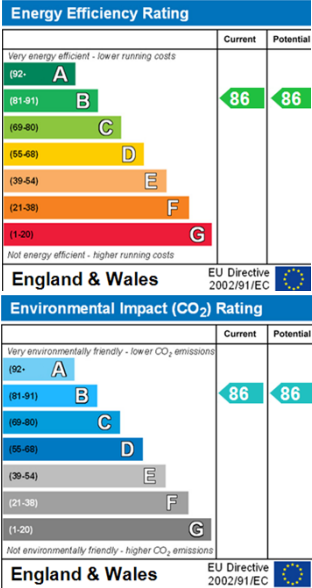 Energy Efficiency Rating
Current Potential
Very energy efficient - lower running costs
(92- A
(81-91) B 86 86
(69-80) C
(55-68) D
(39-54) E
(21-38) F
(1-20) G
Not energy efficient - higher running costs
England & Wales EU Directive
2002/91/EC
Environmental Impact (CO₂) Rating
Current Potential
Very environmentally friendly - lower CO₂ emissions
(92- A
(81-91) B 86 86
(69-80) C
(55-68) D
(39-54) E
(21-38) F
(1-20) G
Not environmentally friendly - higher CO₂ emissions
England & Wales EU Directive
2002/91/EC